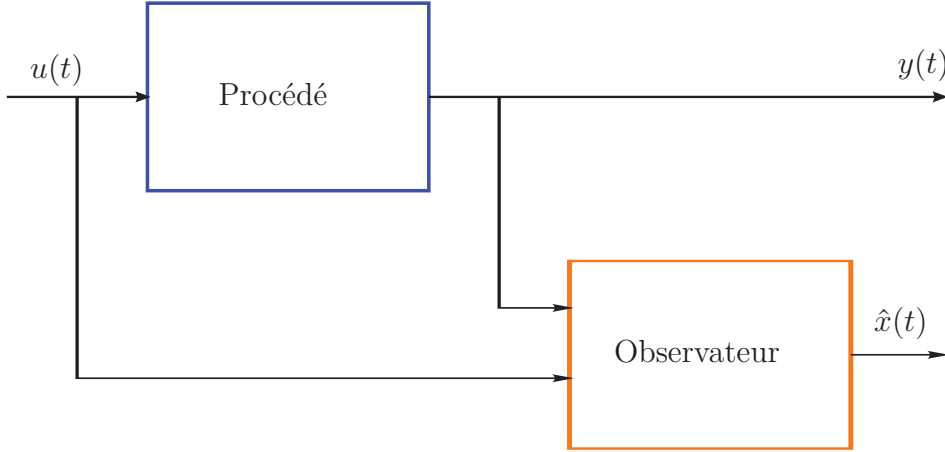 u(t)
y(t)
Procédé
x̂(t)
Observateur